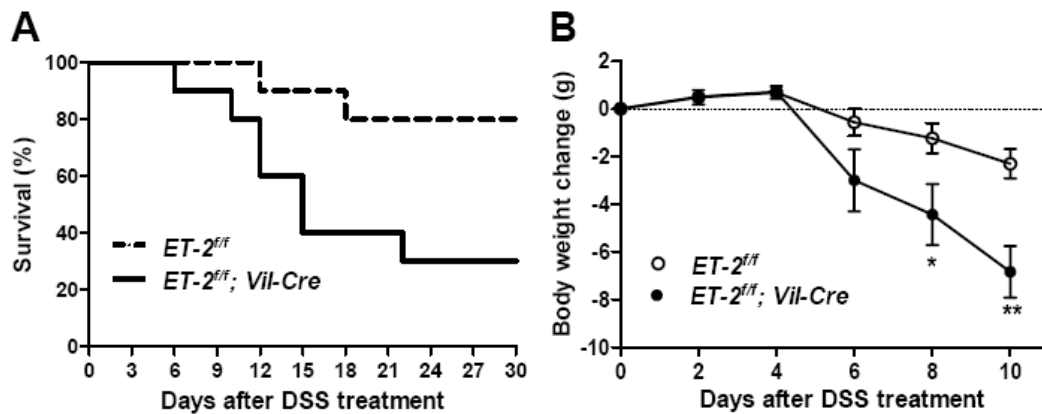 A
Survival (%)
100
80
60
40
20
0
0 3 6 9 12 15 18 21 24 27 30
Days after DSS treatment
ET-2f/f
ET-2f/f; Vil-Cre
B
Body weight change (g)
2
0
-2
-4
-6
-8
-10
0 2 4 6 8 10
Days after DSS treatment
ET-2f/f
ET-2f/f; Vil-Cre
*
**